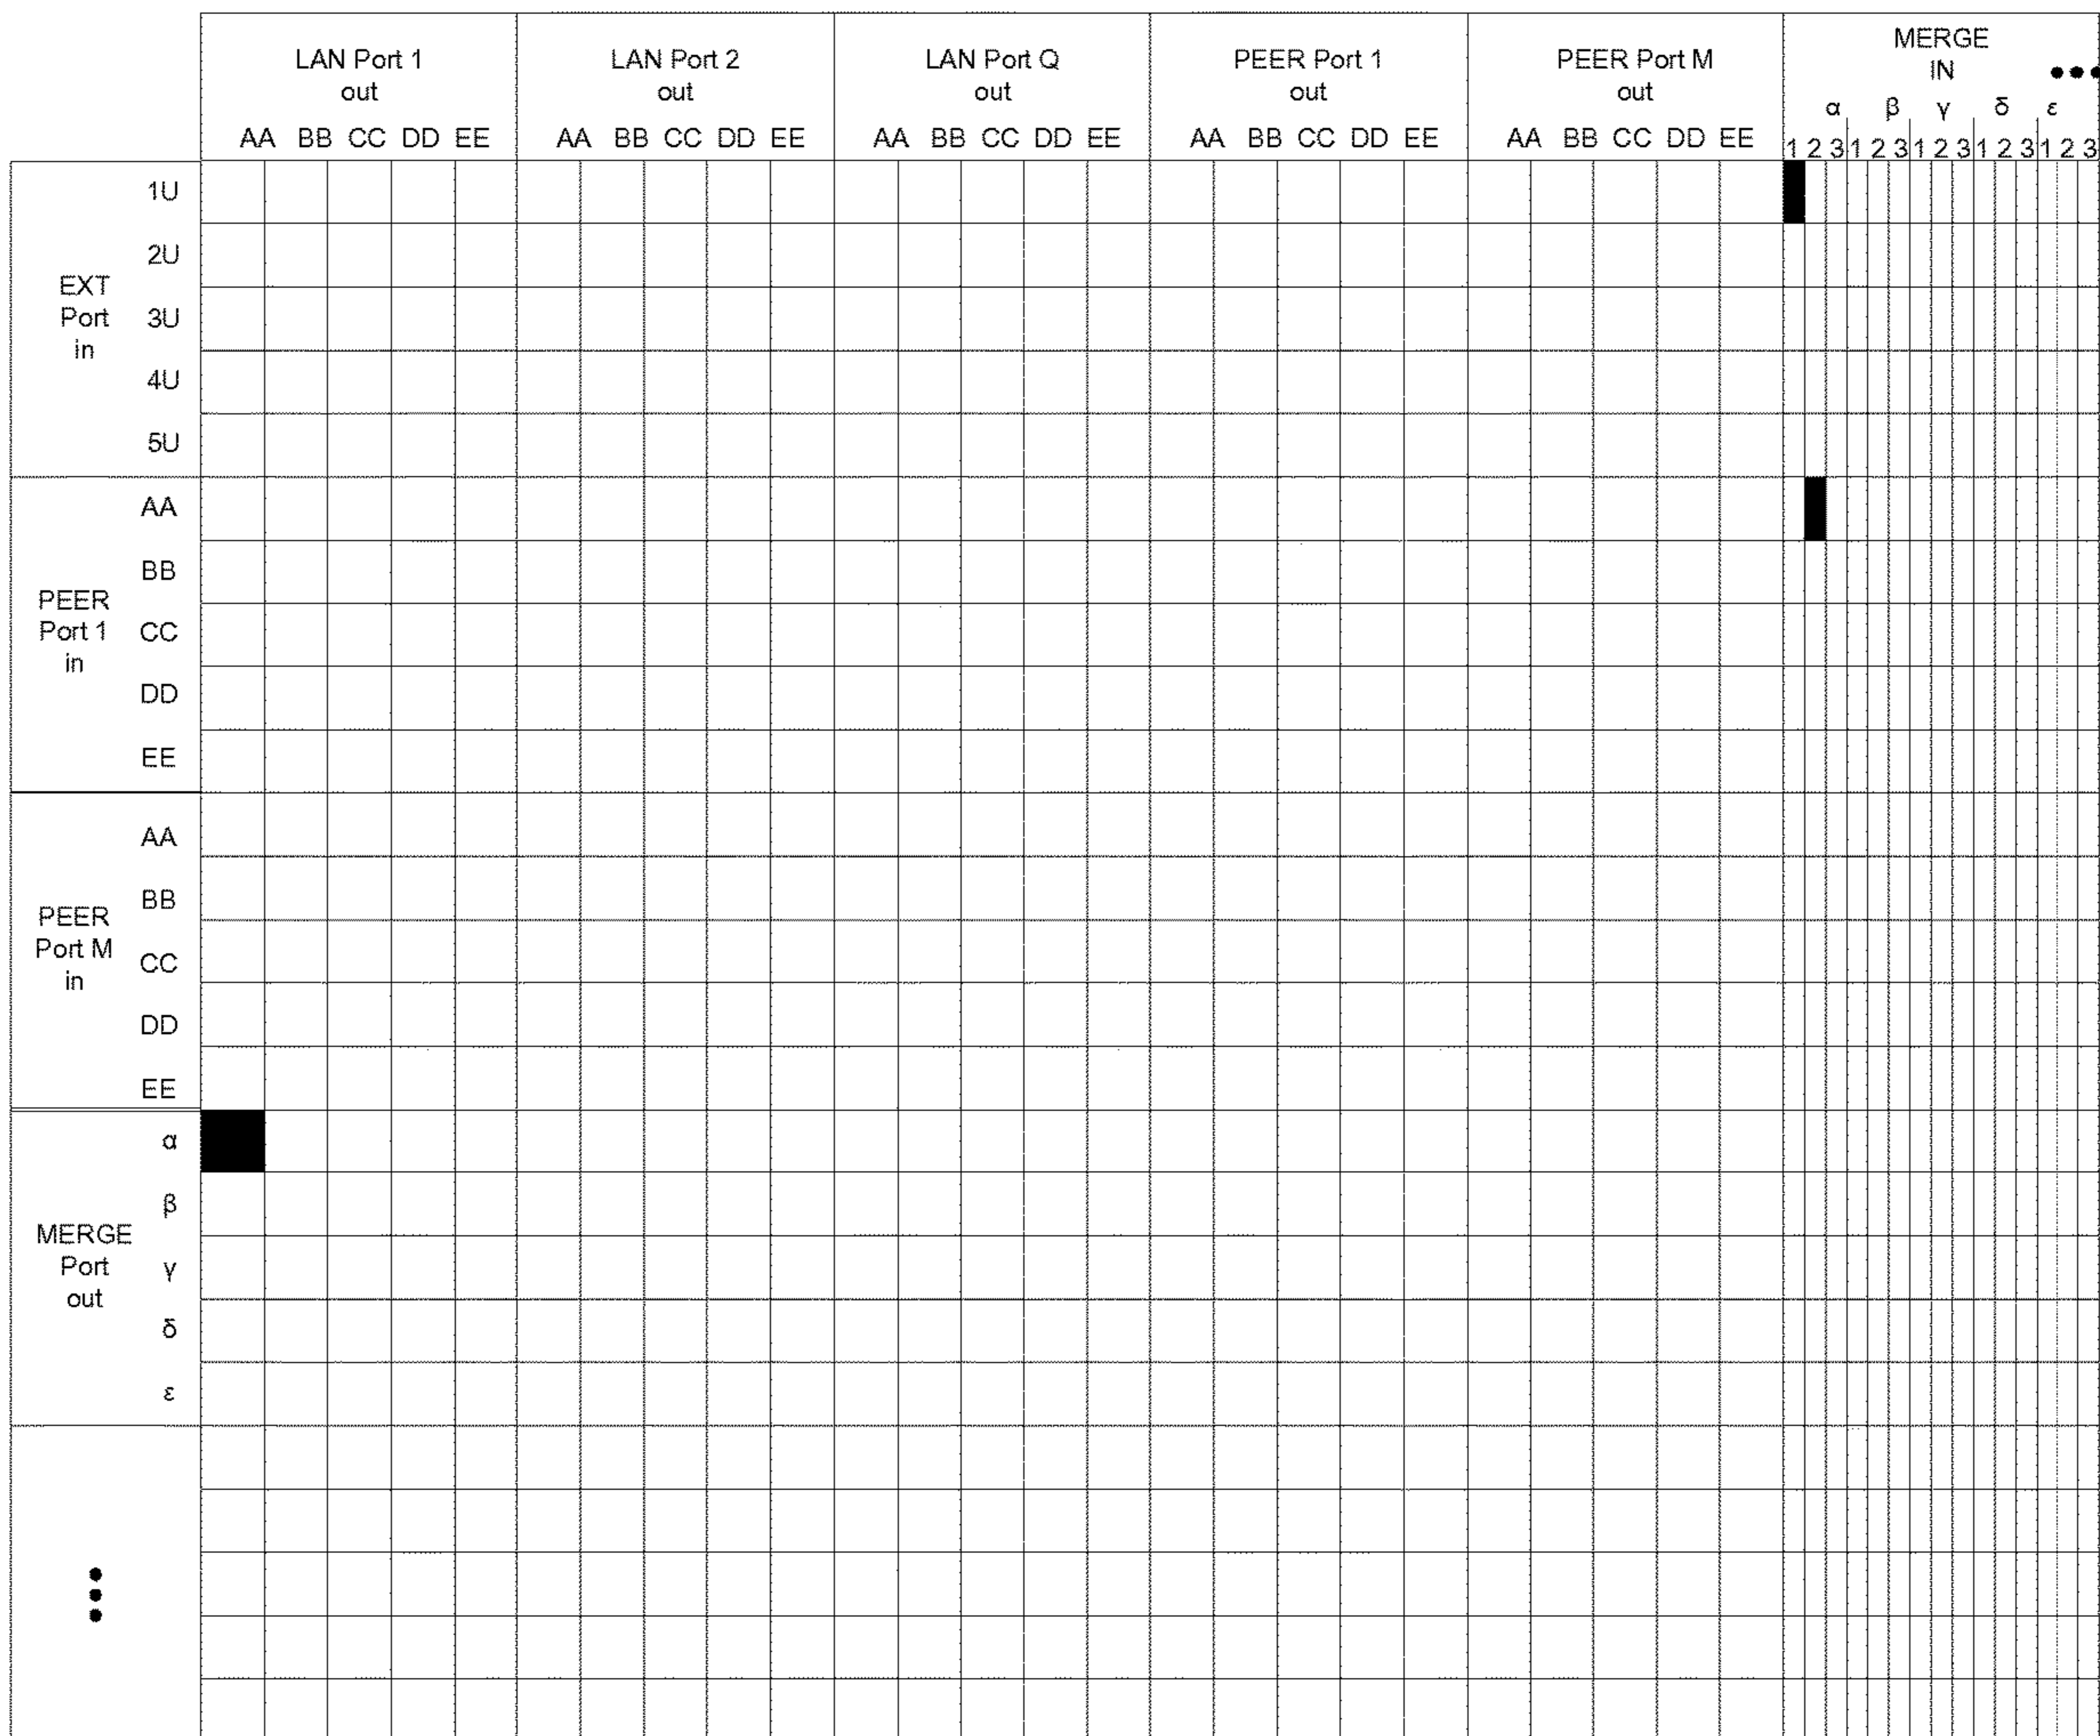 LAN Port 1
out
AA BB CC DD EE
LAN Port 2
out
AA BB CC DD EE
LAN Port Q
out
AA BB CC DD EE
PEER Port 1
out
AA BB CC DD EE
PEER Port M
out
AA BB CC DD EE
MERGE
IN •••
α β γ δ ε
1 2 3 1 2 3 1 2 3 1 2 3 1 2 3
EXT
Port
in
1U
2U
3U
4U
5U
PEER
Port 1
in
AA
BB
CC
DD
EE
PEER
Port M
in
AA
BB
CC
DD
EE
MERGE
Port
out
α
β
γ
δ
ε